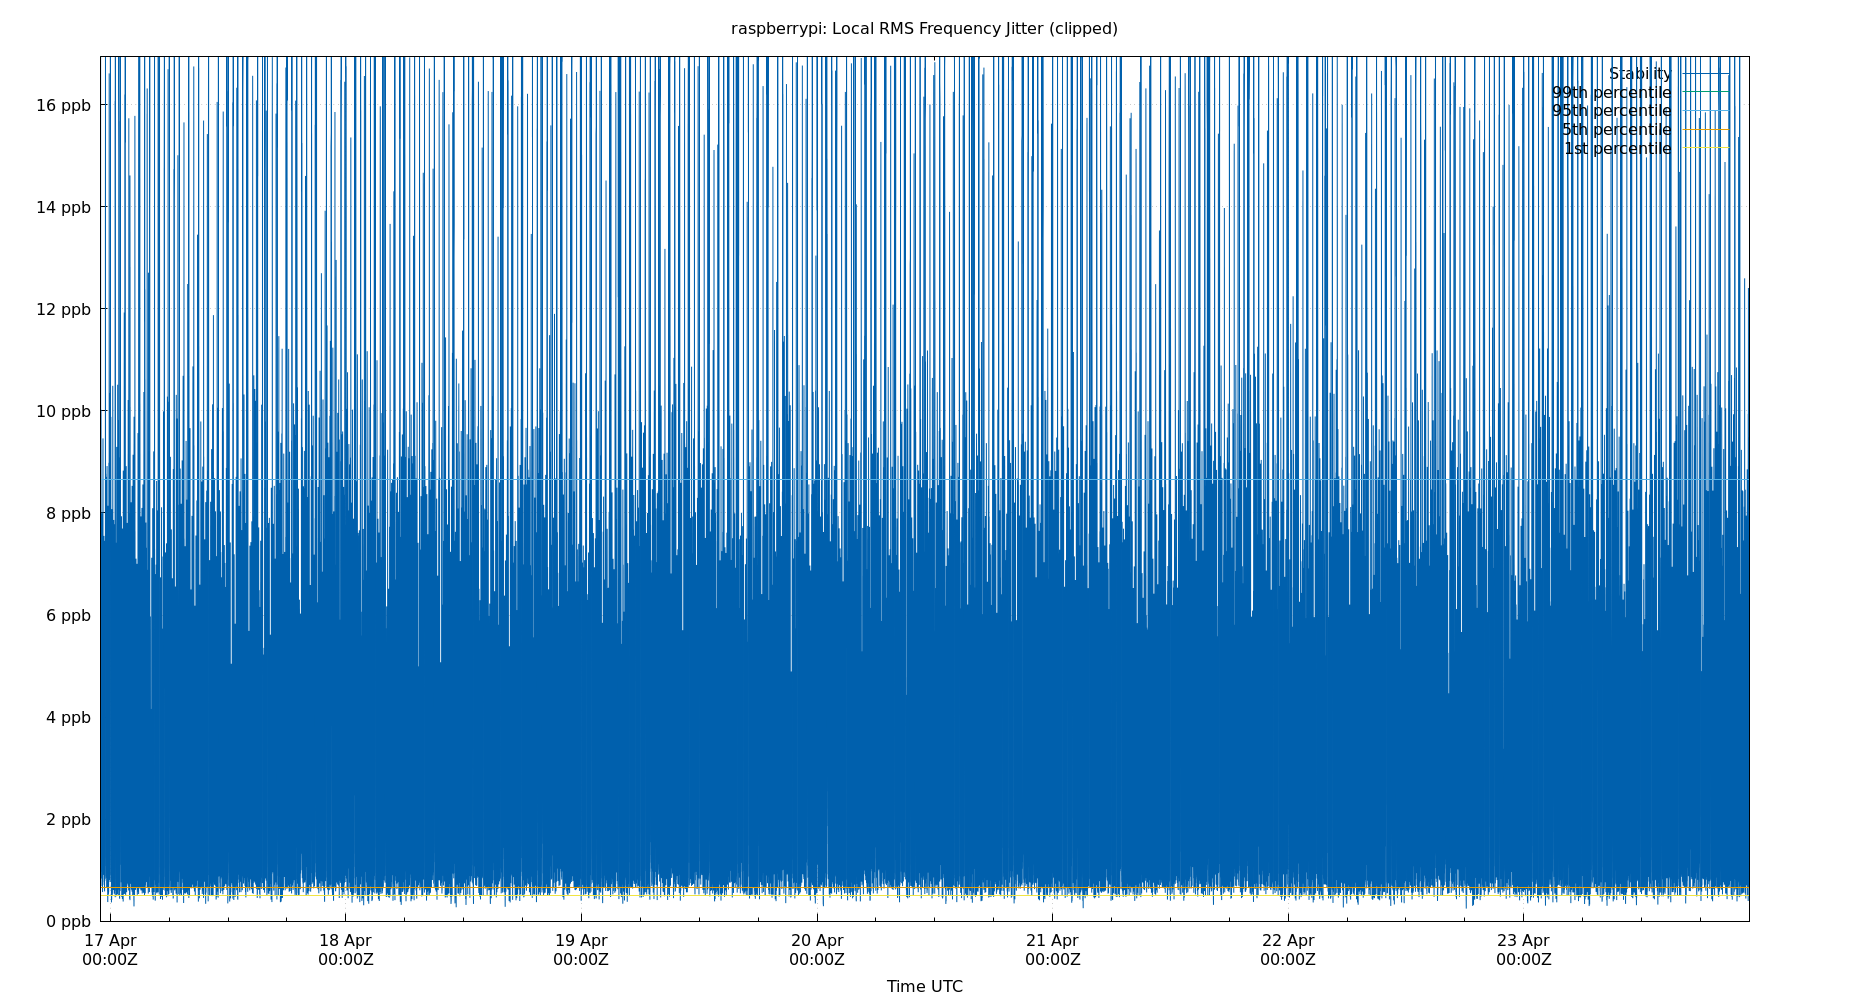 raspberrypi: Local RMS Frequency Jitter (clipped)
Stability
99th percentile
95th percentile
5th percentile
1st percentile
16 ppb
14 ppb
12 ppb
10 ppb
8 ppb
6 ppb
4 ppb
2 ppb
0 ppb
17 Apr 18 Apr 19 Apr 20 Apr 21 Apr 22 Apr 23 Apr
00:00Z 00:00Z 00:00Z 00:00Z 00:00Z 00:00Z 00:00Z
Time UTC